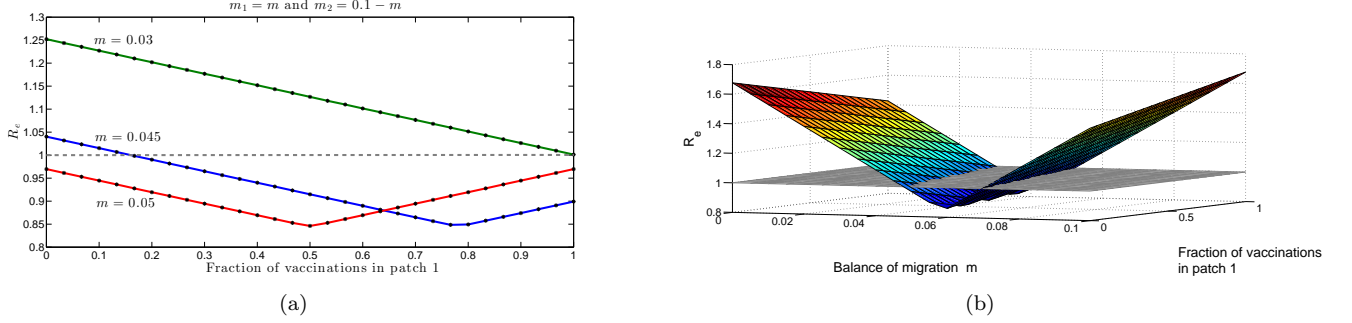 $m_1 = m$ and $m_2 = 0.1 - m$
1.3
1.25
1.2
1.15
1.1
1.05
1
0.95
0.9
0.85
0.8
R_e
m = 0.03
m = 0.045
m = 0.05
0 0.1 0.2 0.3 0.4 0.5 0.6 0.7 0.8 0.9 1
Fraction of vaccinations in patch 1
(a)
1.8
1.6
1.4
1.2
1
0.8
R_e
0 0.02 0.04 0.06 0.08 0.1
0 0.5 1
Balance of migration m
Fraction of vaccinations
in patch 1
(b)